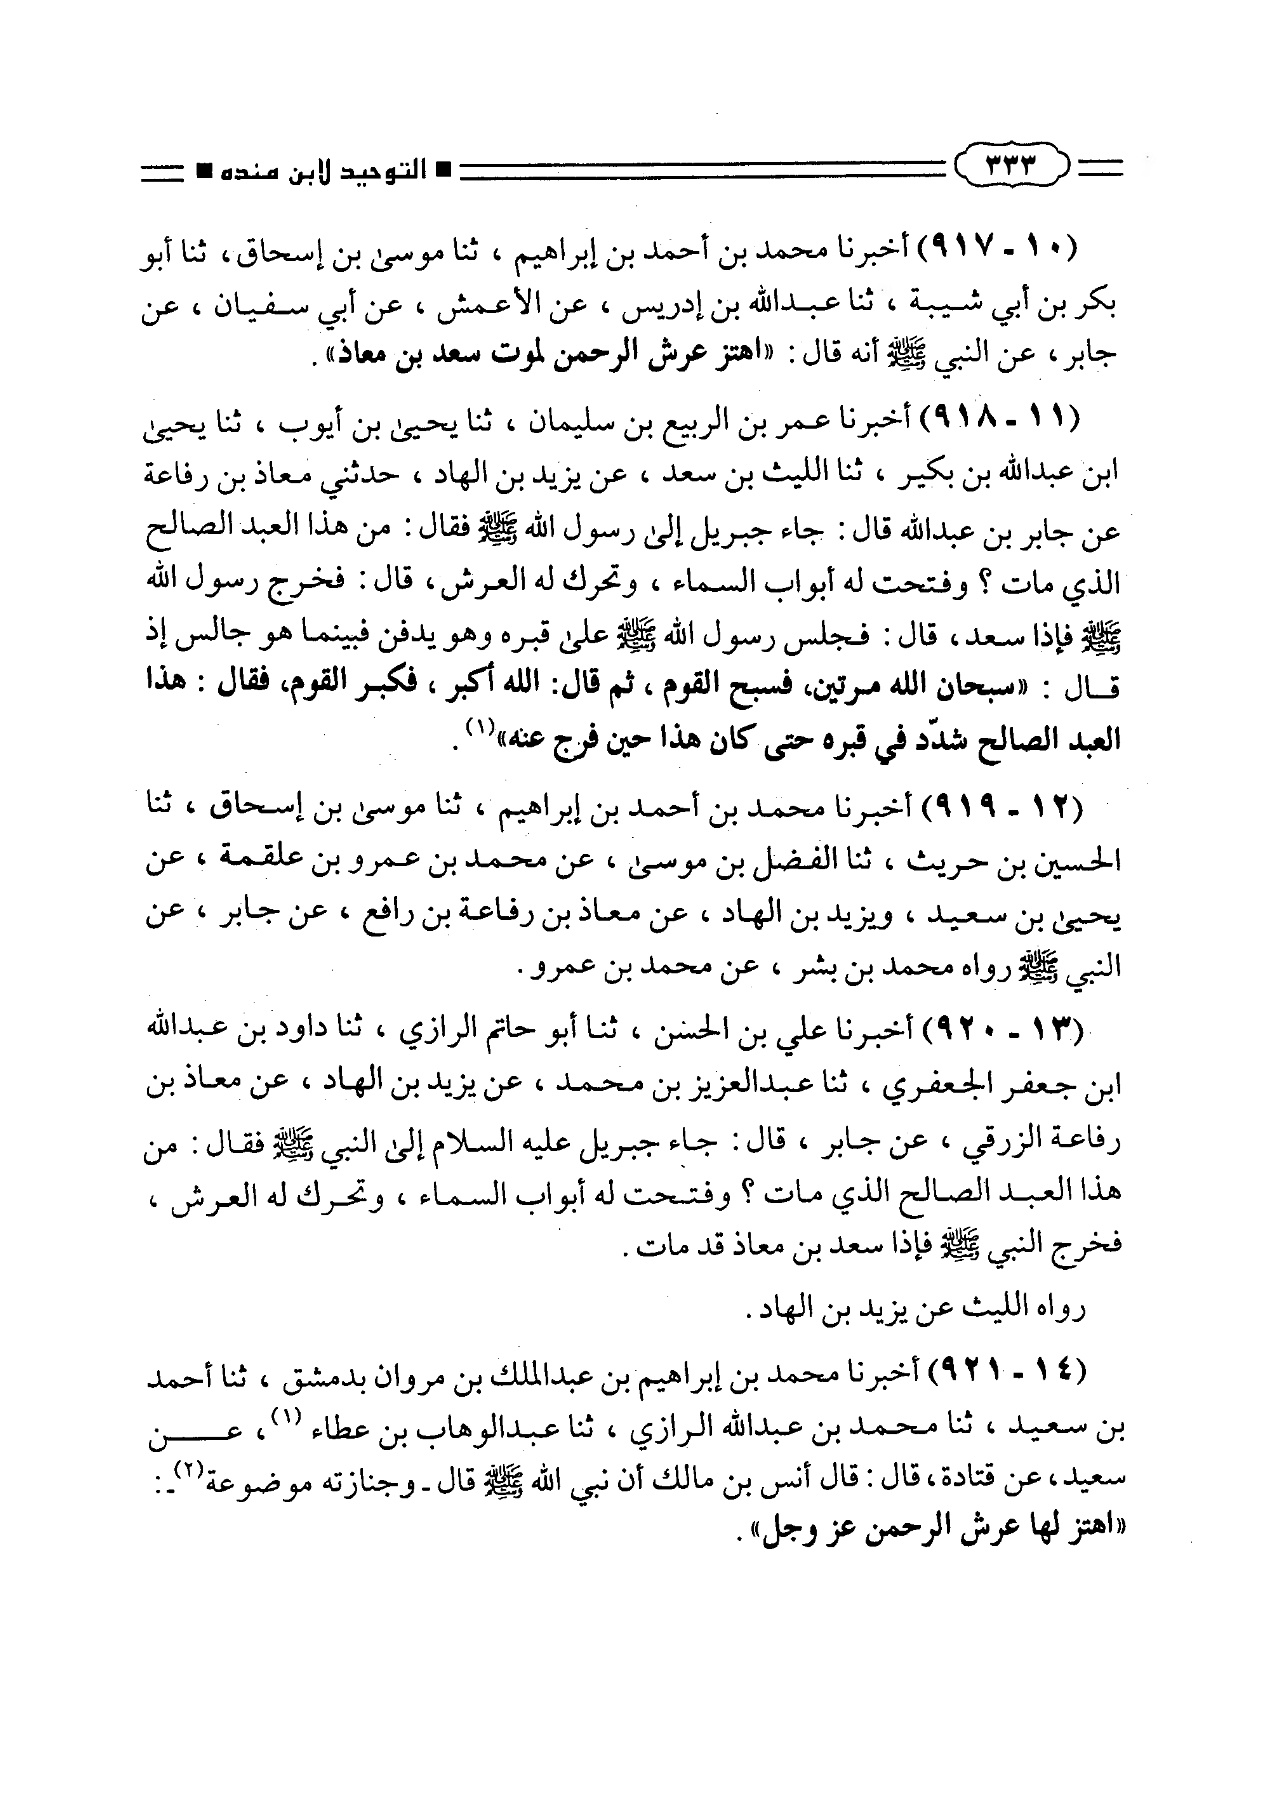 ٣٣٣ ■ التوحيد لابن منده ■
(١٠ - ٩١٧) أخبرنا محمد بن أحمد بن إبراهيم ، ثنا موسىٰ بن إسحاق، ثنا أبو
بكر بن أبي شيبة ، ثنا عبدالله بن إدريس ، عن الأعمش ، عن أبي سفيان ، عن
جابر، عن النبي ﷺ أنه قال : «اهتز عرش الرحمن لموت سعد بن معاذ».
(١١ - ٩١٨) أخبرنا عمر بن الربيع بن سليمان ، ثنا يحيىٰ بن أيوب ، ثنا يحيىٰ
ابن عبدالله بن بكير ، ثنا الليث بن سعد ، عن يزيد بن الهاد ، حدثني معاذ بن رفاعة
عن جابر بن عبدالله قال : جاء جبريل إلىٰ رسول الله ﷺ فقال : من هذا العبد الصالح
الذي مات ؟ وفتحت له أبواب السماء ، وتحرك له العرش، قال : فخرج رسول الله
ﷺ فإذا سعد، قال : فجلس رسول الله ﷺ علىٰ قبره وهو يدفن فبينما هو جالس إذ
قال : «سبحان الله مرتين، فسبح القوم ، ثم قال: الله أكبر ، فكبر القوم، فقال : هذا
العبد الصالح شدّد في قبره حتى كان هذا حين فرج عنه»(١).
(١٢ - ٩١٩) أخبرنا محمد بن أحمد بن إبراهيم ، ثنا موسىٰ بن إسحاق ، ثنا
الحسين بن حريث ، ثنا الفضل بن موسىٰ ، عن محمد بن عمرو بن علقمة ، عن
يحيىٰ بن سعيد ، ويزيد بن الهاد ، عن معاذ بن رفاعة بن رافع ، عن جابر ، عن
النبي ﷺ رواه محمد بن بشر ، عن محمد بن عمرو .
(١٣ - ٩٢٠) أخبرنا علي بن الحسن ، ثنا أبو حاتم الرازي ، ثنا داود بن عبدالله
ابن جعفر الجعفري ، ثنا عبدالعزيز بن محمد ، عن يزيد بن الهاد ، عن معاذ بن
رفاعة الزرقي ، عن جابر ، قال : جاء جبريل عليه السلام إلىٰ النبي ﷺ فقال : من
هذا العبد الصالح الذي مات ؟ وفتحت له أبواب السماء ، وتحرك له العرش ،
فخرج النبي ﷺ فإذا سعد بن معاذ قد مات .
رواه الليث عن يزيد بن الهاد .
(١٤ - ٩٢١) أخبرنا محمد بن إبراهيم بن عبدالملك بن مروان بدمشق ، ثنا أحمد
بن سعيد ، ثنا محمد بن عبدالله الرازي ، ثنا عبدالوهاب بن عطاء (١)، عن
سعيد، عن قتادة، قال : قال أنس بن مالك أن نبي الله ﷺ قال ـ وجنازته موضوعة(٢)ـ :
«اهتز لها عرش الرحمن عز وجل» .